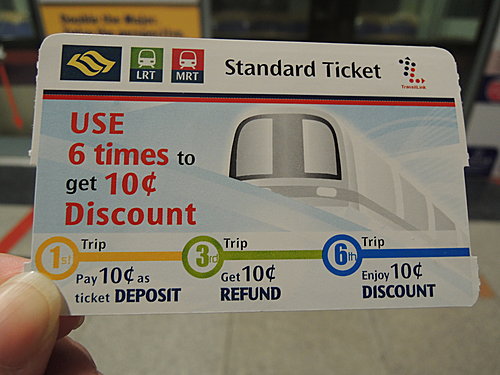 LRT MRT Standard Ticket TransitLink
USE
6 times to
get 10¢
Discount
1st Trip 3rd Trip 6th Trip
Pay 10¢ as Get 10¢ Enjoy 10¢
ticket DEPOSIT REFUND DISCOUNT